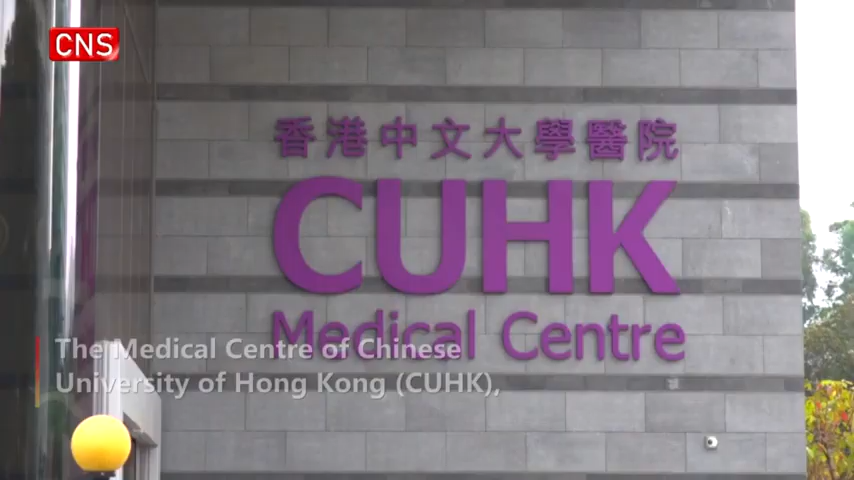 CNS
香港中文大學醫院
CUHK
Medical Centre
The Medical Centre of Chinese
University of Hong Kong (CUHK),